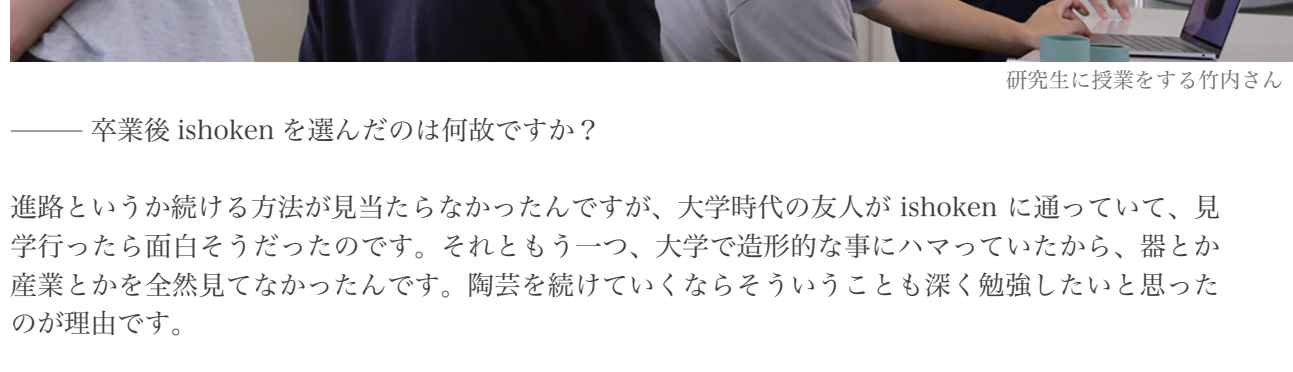 研究生に授業をする竹内さん
――― 卒業後 ishoken を選んだのは何故ですか？
進路というか続ける方法が見当たらなかったんですが、大学時代の友人が ishoken に通っていて、見
学行ったら面白そうだったのです。それともう一つ、大学で造形的な事にハマっていたから、器とか
産業とかを全然見てなかったんです。陶芸を続けていくならそういうことも深く勉強したいと思った
のが理由です。